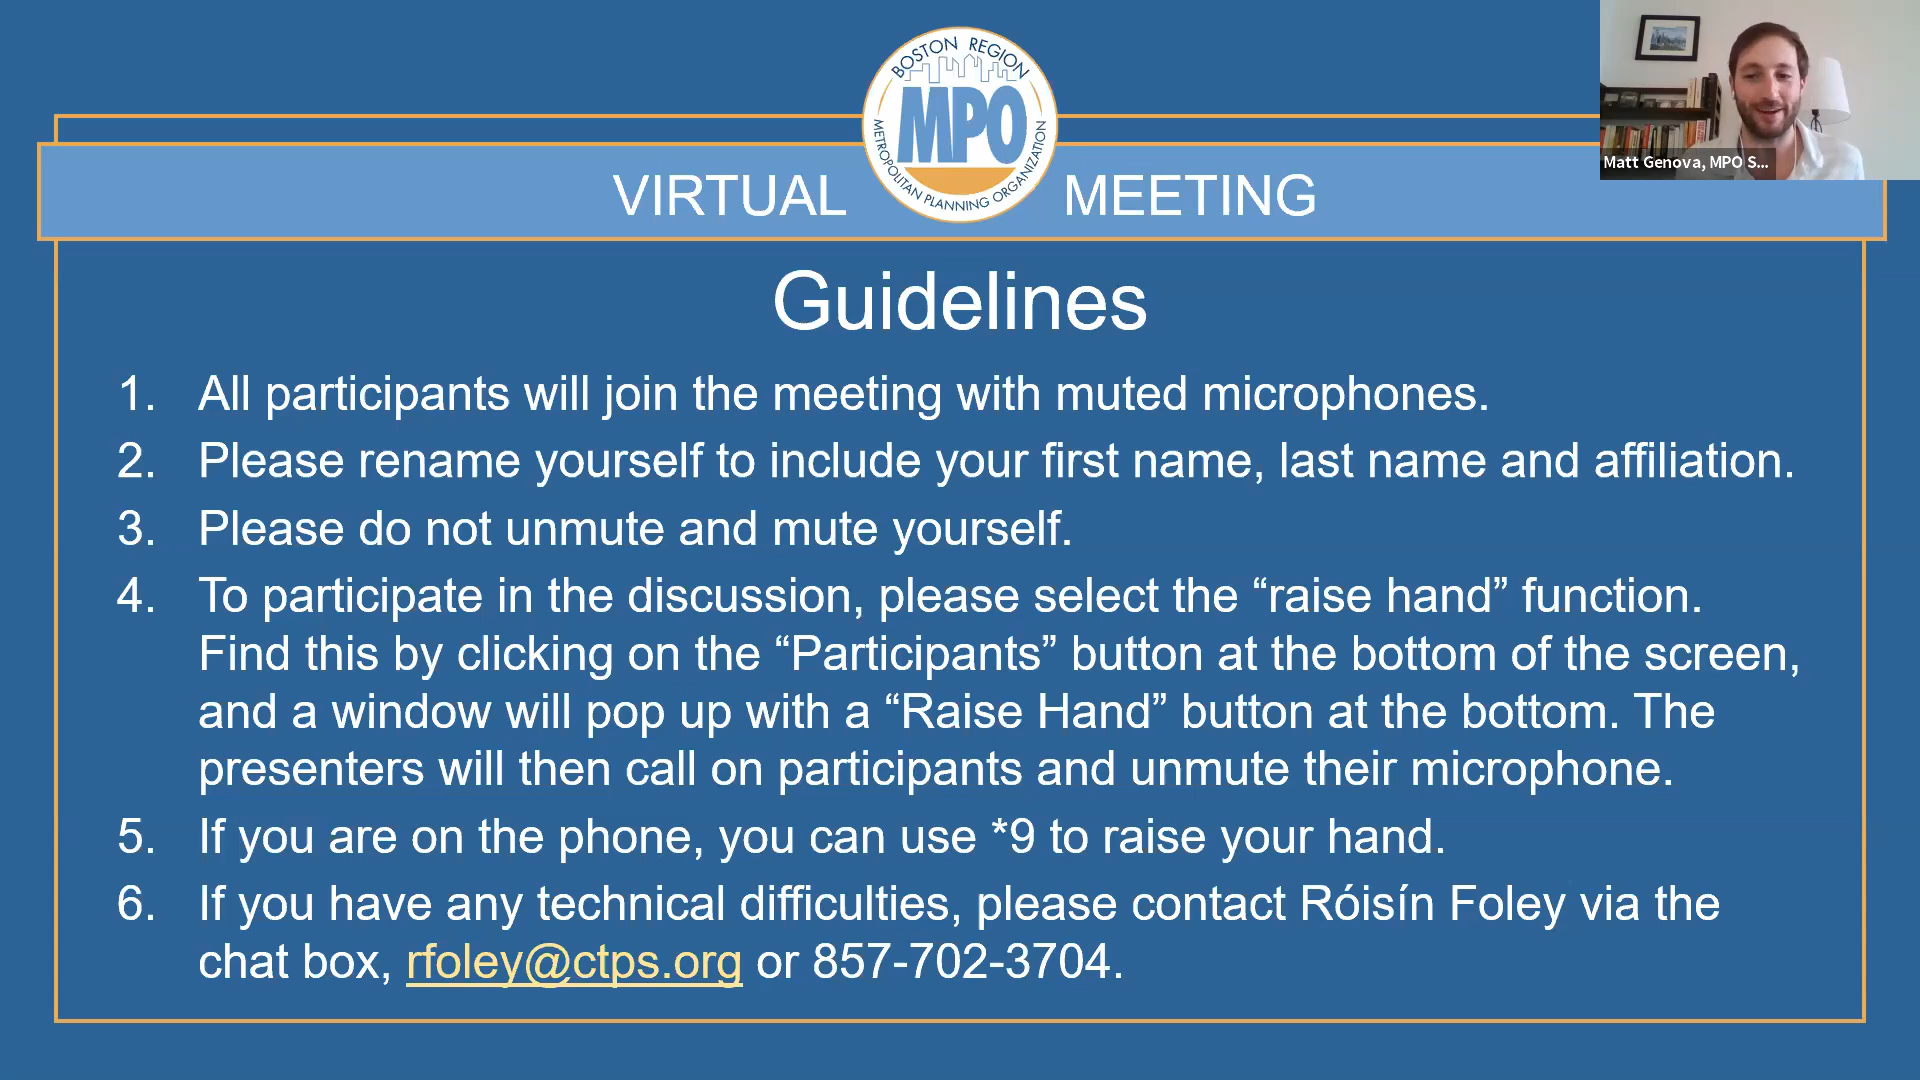 BOSTON REGION
MPO
METROPOLITAN PLANNING ORGANIZATION
VIRTUAL MEETING
Matt Genova, MPO S...
Guidelines
1. All participants will join the meeting with muted microphones.
2. Please rename yourself to include your first name, last name and affiliation.
3. Please do not unmute and mute yourself.
4. To participate in the discussion, please select the “raise hand” function.
Find this by clicking on the “Participants” button at the bottom of the screen,
and a window will pop up with a “Raise Hand” button at the bottom. The
presenters will then call on participants and unmute their microphone.
5. If you are on the phone, you can use *9 to raise your hand.
6. If you have any technical difficulties, please contact Róisín Foley via the
chat box, rfoley@ctps.org or 857-702-3704.